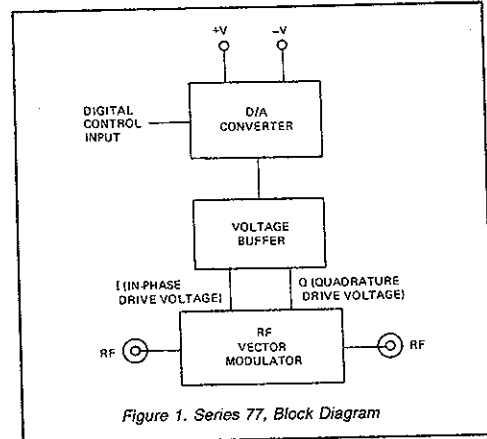 +V -V
DIGITAL
CONTROL
INPUT
D/A
CONVERTER
VOLTAGE
BUFFER
I (IN-PHASE
DRIVE VOLTAGE)
Q (QUADRATURE
DRIVE VOLTAGE)
RF
RF
VECTOR
MODULATOR
RF
Figure 1. Series 77, Block Diagram